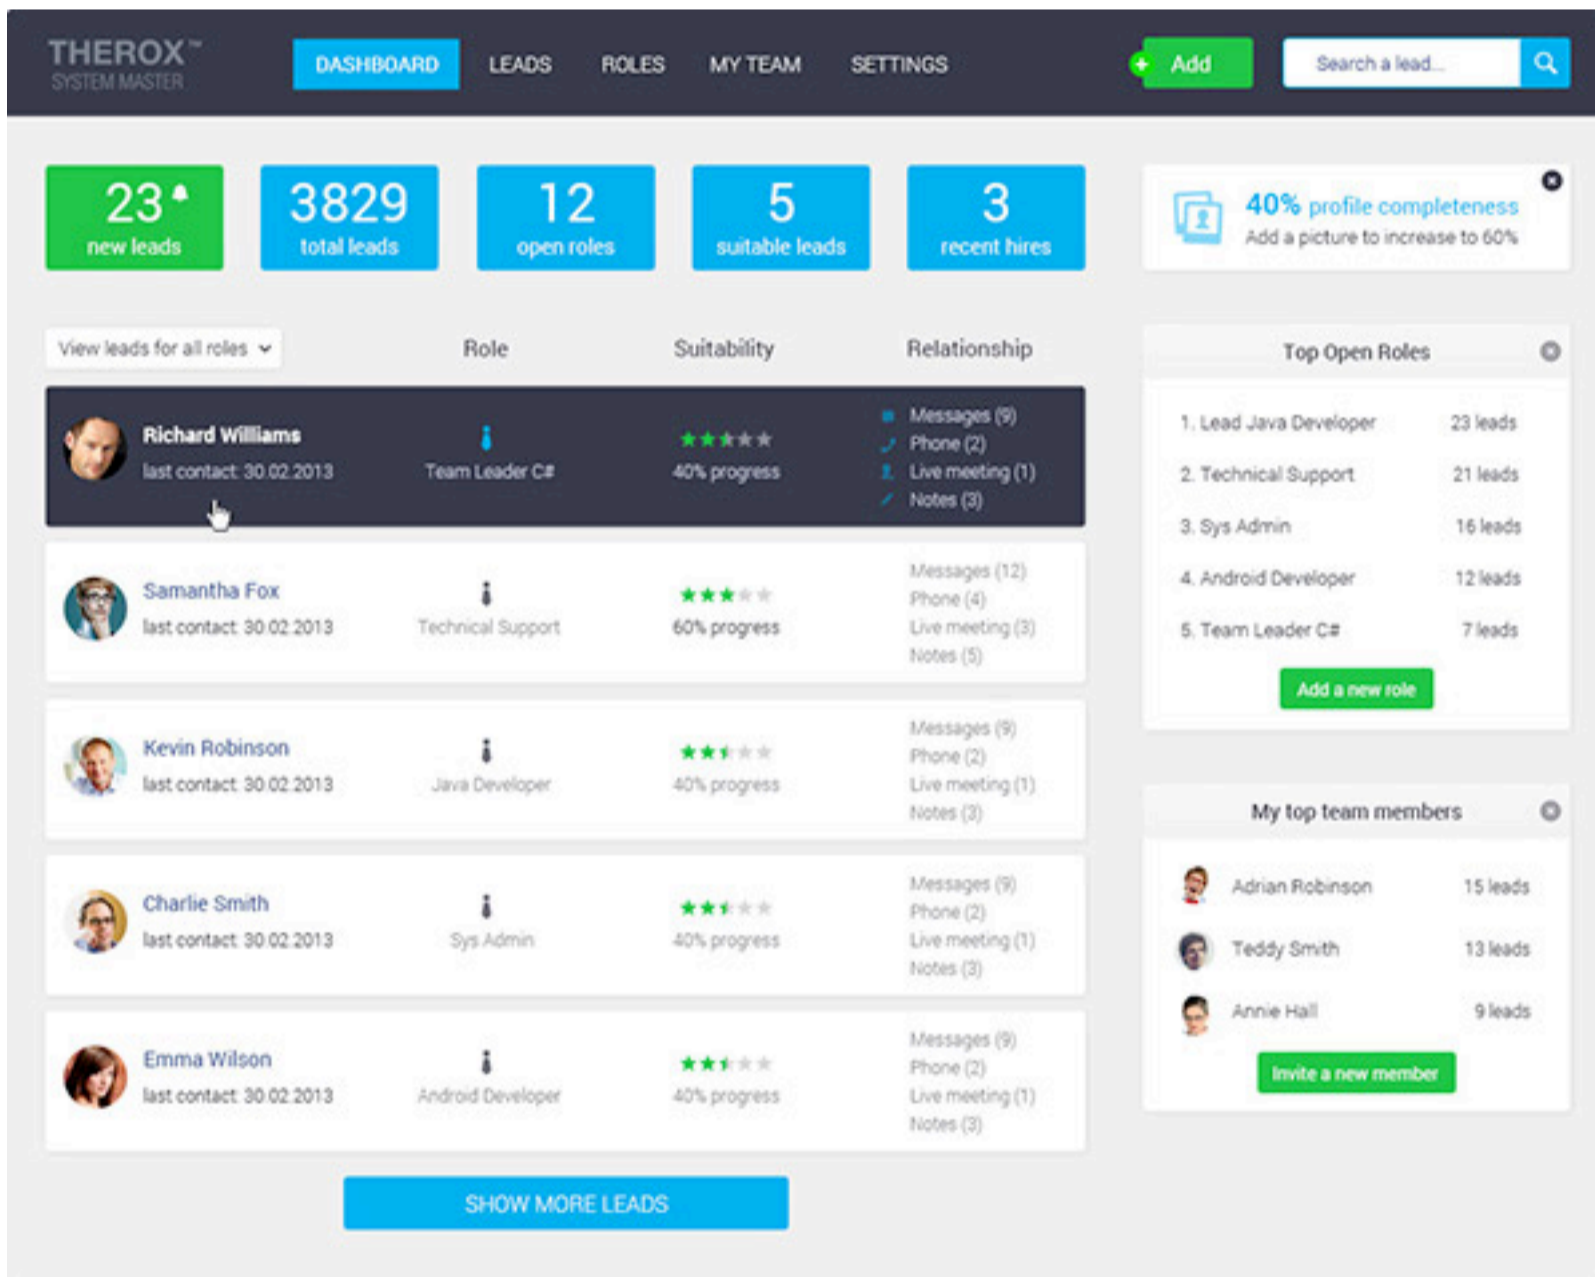 THEROX™
SYSTEM MASTER
DASHBOARD
LEADS
ROLES
MY TEAM
SETTINGS
+ Add
Search a lead...
23
new leads
3829
total leads
12
open roles
5
suitable leads
3
recent hires
40% profile completeness
Add a picture to increase to 60%
View leads for all roles
Role
Suitability
Relationship
Richard Williams
last contact: 30.02.2013
Team Leader C#
40% progress
Messages (9)
Phone (2)
Live meeting (1)
Notes (3)
Samantha Fox
last contact: 30.02.2013
Technical Support
60% progress
Messages (12)
Phone (4)
Live meeting (3)
Notes (5)
Kevin Robinson
last contact: 30.02.2013
Java Developer
40% progress
Messages (9)
Phone (2)
Live meeting (1)
Notes (3)
Charlie Smith
last contact: 30.02.2013
Sys Admin
40% progress
Messages (9)
Phone (2)
Live meeting (1)
Notes (3)
Emma Wilson
last contact: 30.02.2013
Android Developer
40% progress
Messages (9)
Phone (2)
Live meeting (1)
Notes (3)
SHOW MORE LEADS
Top Open Roles
1. Lead Java Developer 23 leads
2. Technical Support 21 leads
3. Sys Admin 16 leads
4. Android Developer 12 leads
5. Team Leader C# 7 leads
Add a new role
My top team members
Adrian Robinson 15 leads
Teddy Smith 13 leads
Annie Hall 9 leads
Invite a new member